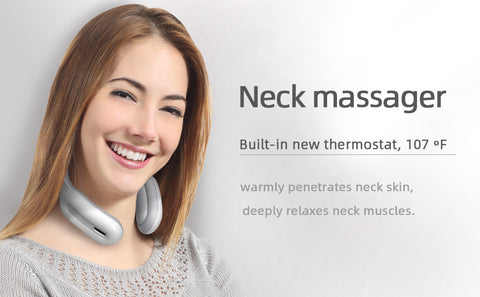 Neck massager
Built-in new thermostat, 107 ºF
warmly penetrates neck skin,
deeply relaxes neck muscles.